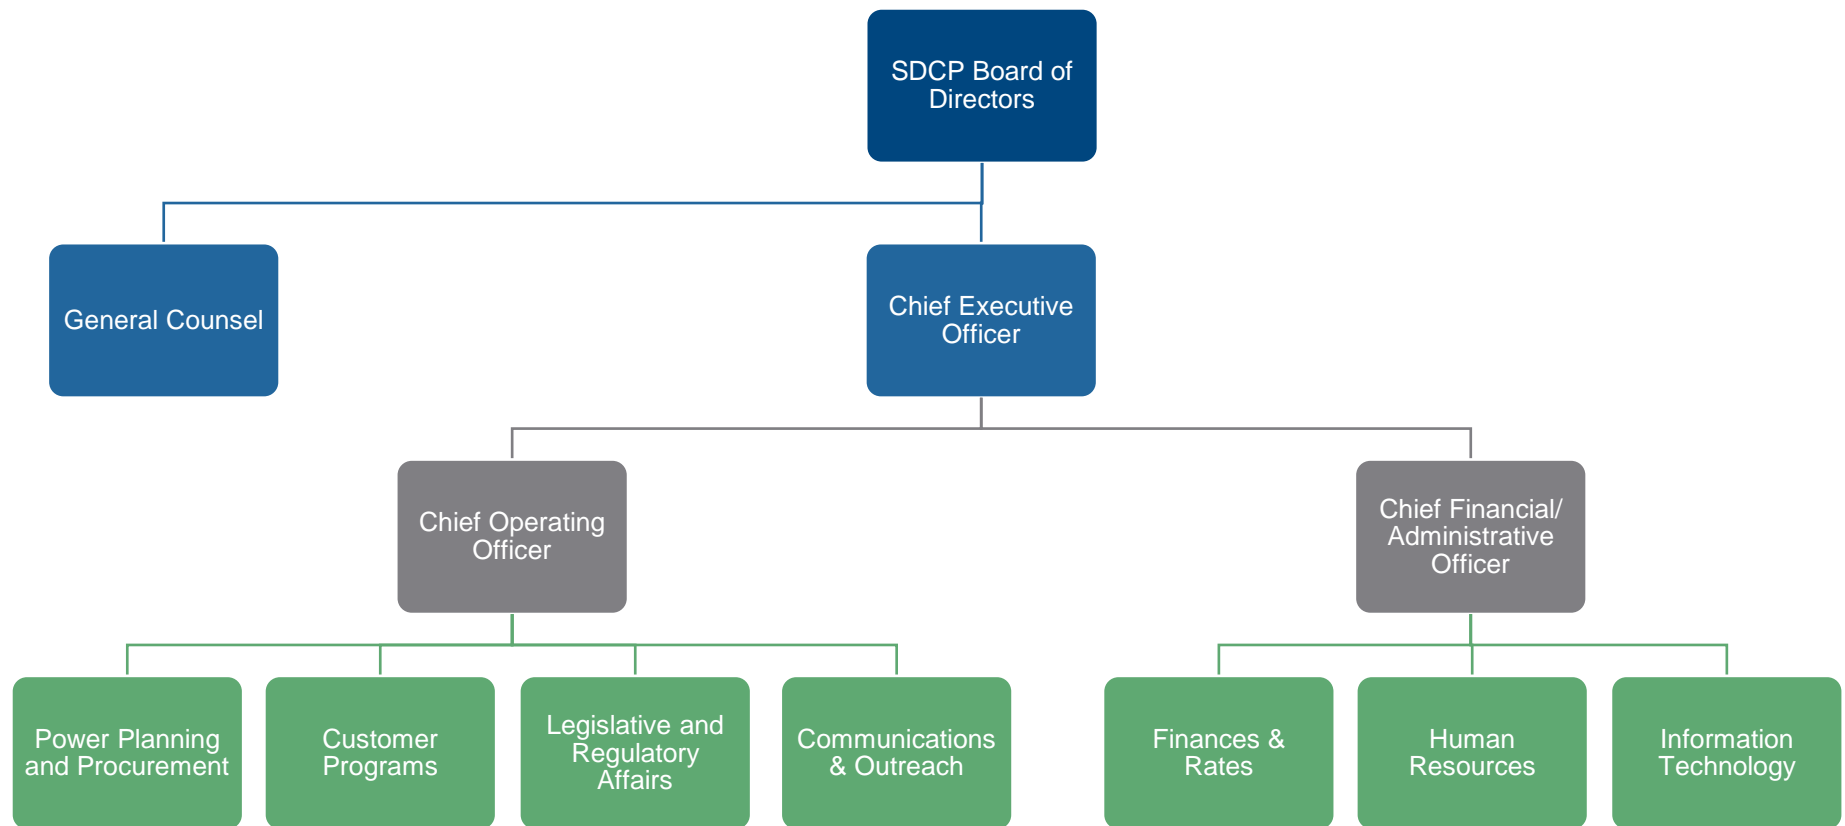 SDCP Board of
Directors
General Counsel
Chief Executive
Officer
Chief Operating
Officer
Chief Financial/
Administrative
Officer
Power Planning
and Procurement
Customer
Programs
Legislative and
Regulatory
Affairs
Communications
& Outreach
Finances &
Rates
Human
Resources
Information
Technology